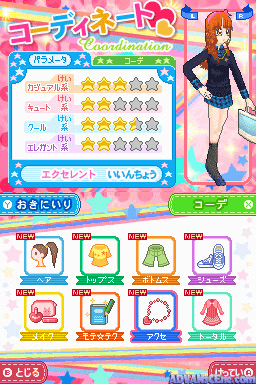 コーディネート
Coordination
L R
パラメータ コーデ
カジュアルけい系
キュートけい系
クールけい系
エレガントけい系
エクセレント いいんちょう
Y おきにいり X コーデ
NEW NEW NEW
ヘア トップス ボトムス シューズ
NEW NEW NEW
メイク モテ☆テク アクセ トータル
B とじる けってい A
ADVANSCENE.COM